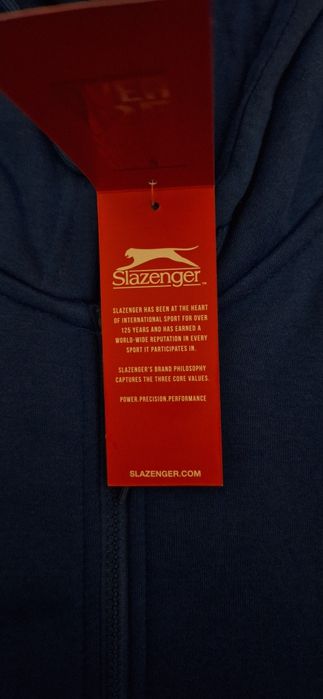 Slazenger™
SLAZENGER HAS BEEN AT THE HEART
OF INTERNATIONAL SPORT FOR OVER
125 YEARS AND HAS EARNED A
WORLD-WIDE REPUTATION IN EVERY
SPORT IT PARTICIPATES IN.
SLAZENGER'S BRAND PHILOSOPHY
CAPTURES THE THREE CORE VALUES.
POWER.PRECISION.PERFORMANCE
SLAZENGER.COM